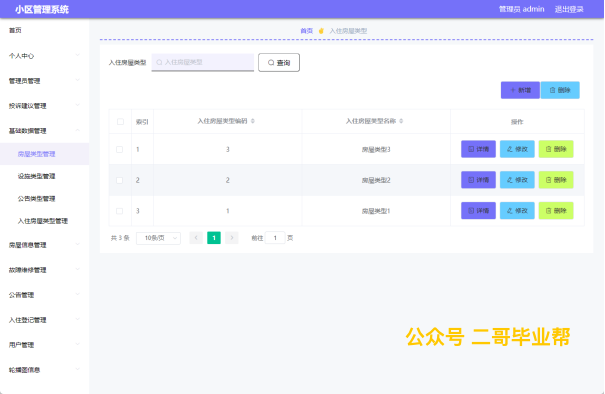 小区管理系统
管理员 admin 退出登录
首页
个人中心
管理员管理
投诉建议管理
基础数据管理
房屋类型管理
设施类型管理
公告类型管理
入住房屋类型管理
房屋信息管理
故障维修管理
公告管理
入住登记管理
用户管理
轮播图信息
首页 入住房屋类型
入住房屋类型 入住房屋类型 查询
新增 删除
索引 入住房屋类型编码 入住房屋类型名称 操作
1 3 房屋类型3 详情 修改 删除
2 2 房屋类型2 详情 修改 删除
3 1 房屋类型1 详情 修改 删除
共 3 条 10条/页 1 前往 1 页
公众号 二哥毕业帮